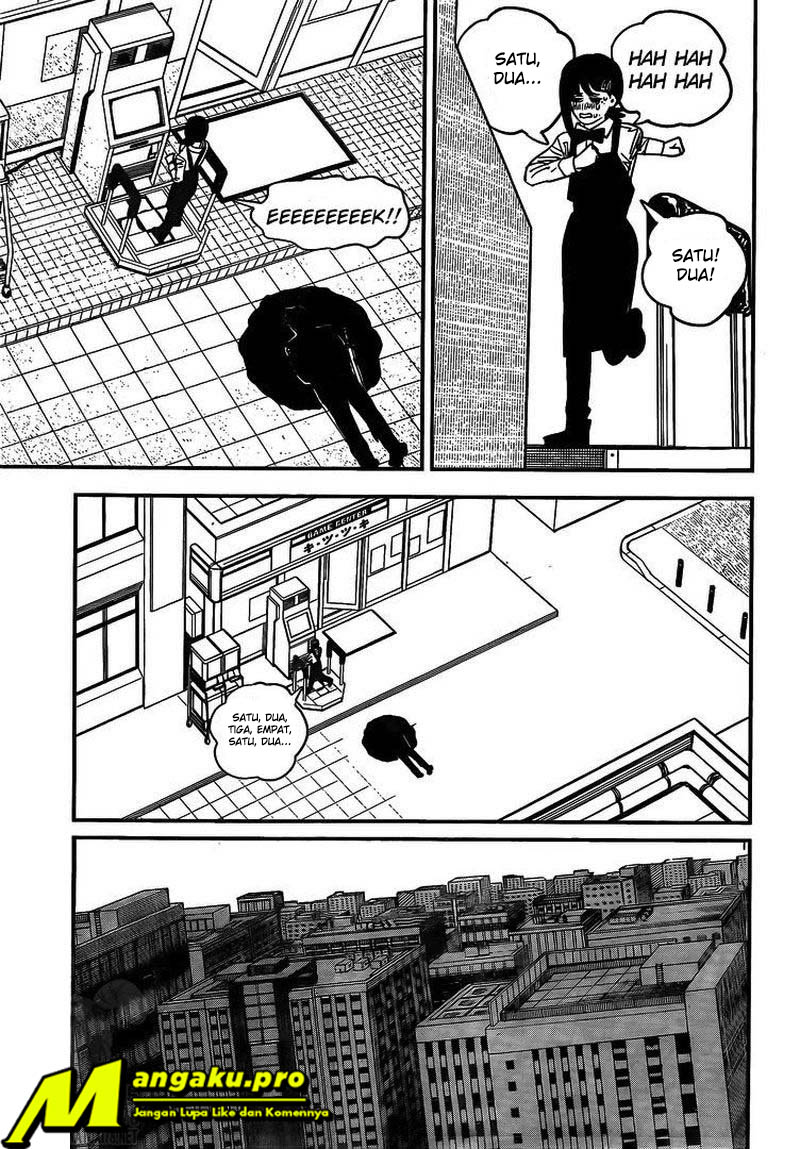 SATU,
DUA...
HAH HAH
HAH HAH
SATU!
DUA!
EEEEEEEEEEK!!
GAME CENTER
キ・ツ・ツ・キ
SATU, DUA,
TIGA, EMPAT,
SATU, DUA...
Mangaku.pro
Jangan Lupa Like dan Komennya